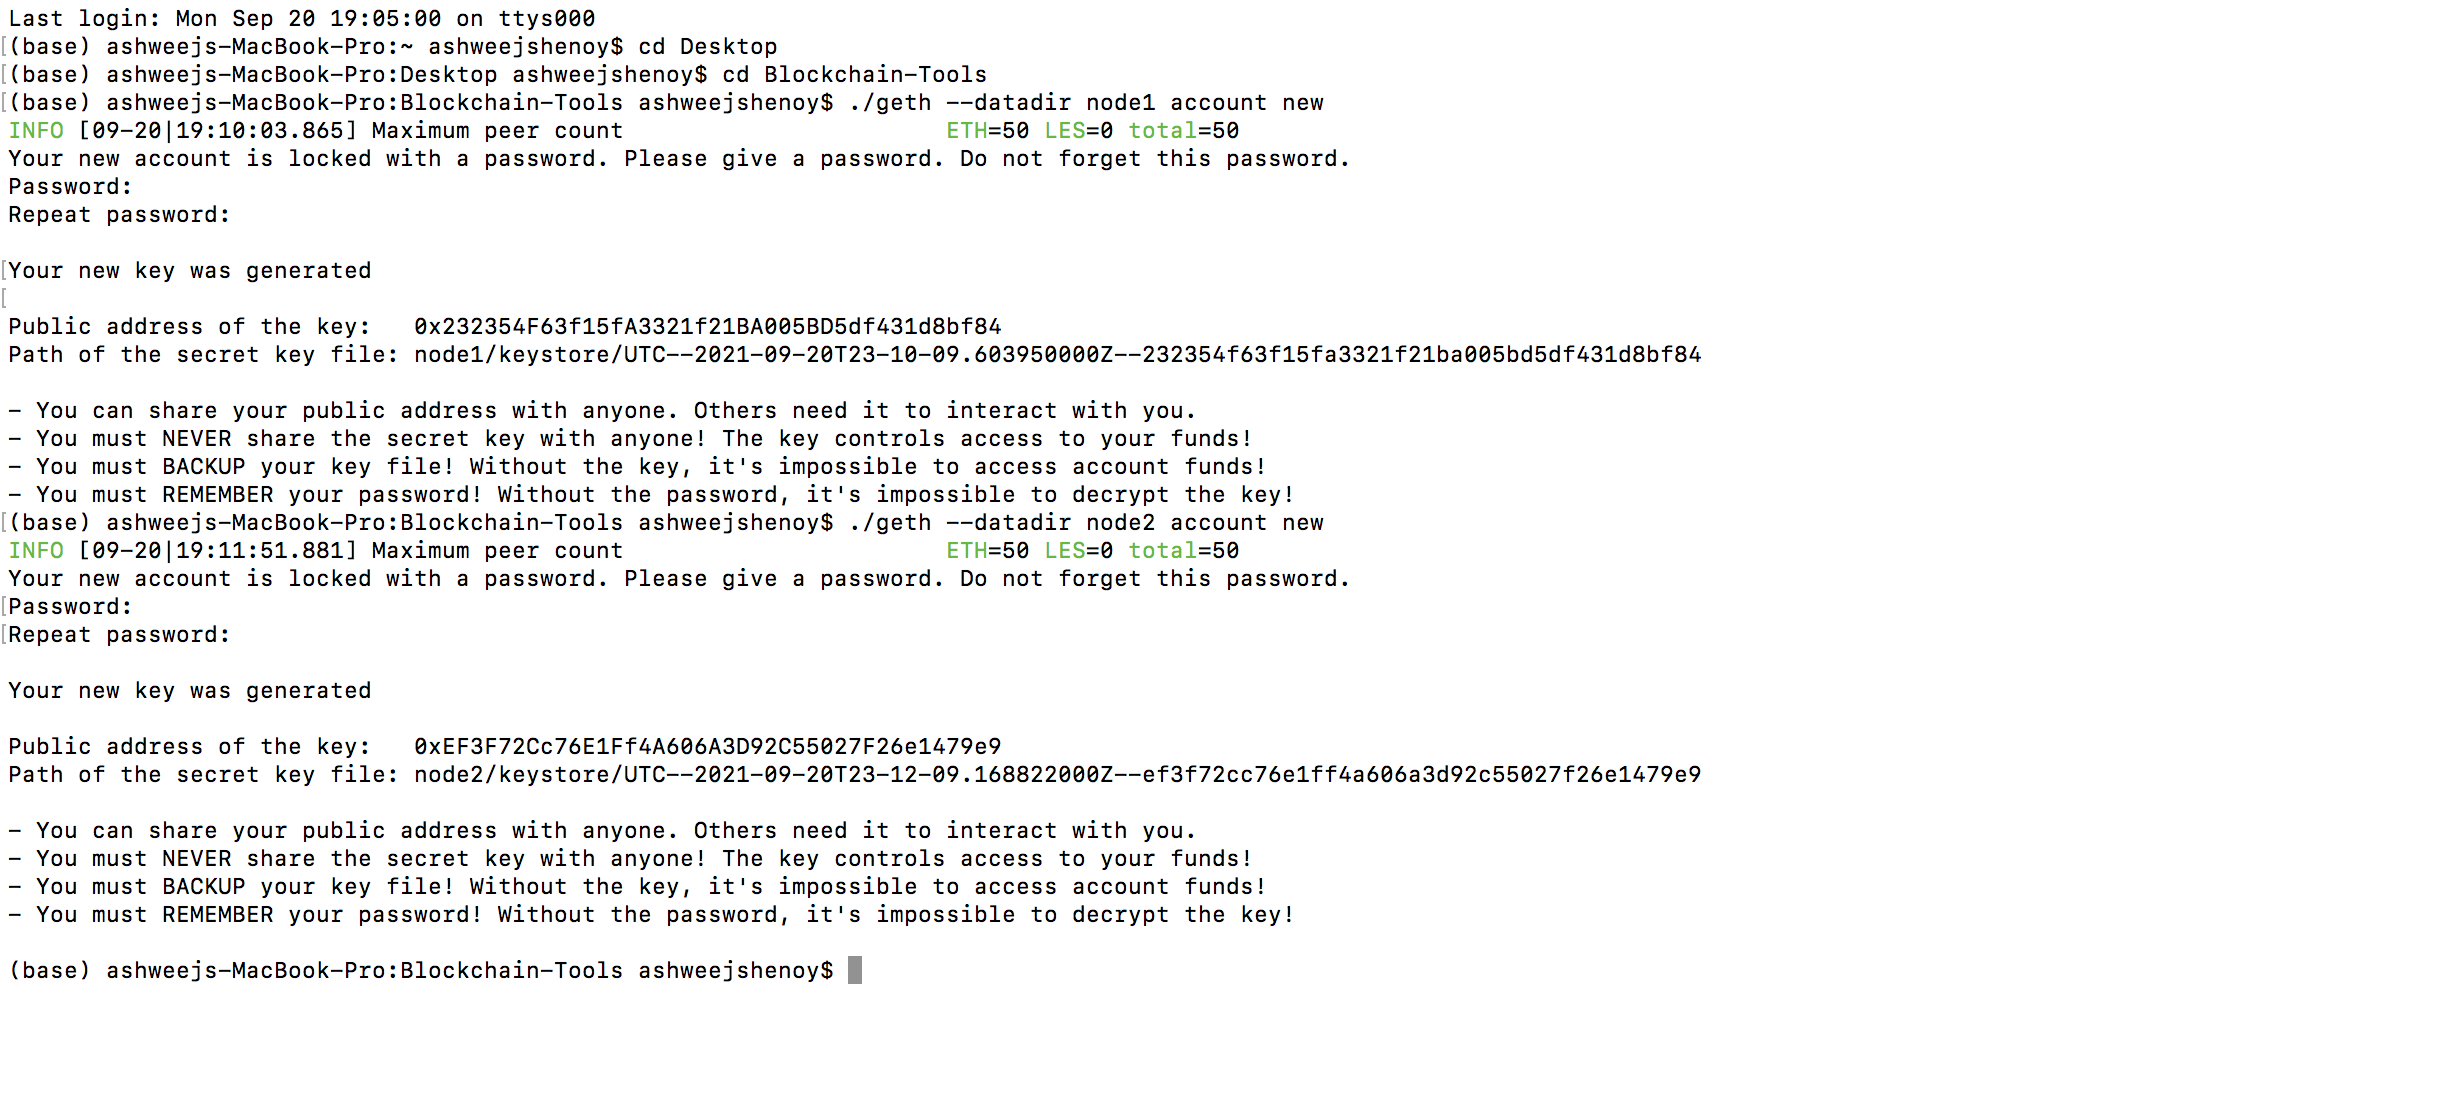 Last login: Mon Sep 20 19:05:00 on ttys000
[(base) ashweejs-MacBook-Pro:~ ashweejshenoy$ cd Desktop
[(base) ashweejs-MacBook-Pro:Desktop ashweejshenoy$ cd Blockchain-Tools
[(base) ashweejs-MacBook-Pro:Blockchain-Tools ashweejshenoy$ ./geth --datadir node1 account new
INFO [09-20|19:10:03.865] Maximum peer count                       ETH=50 LES=0 total=50
Your new account is locked with a password. Please give a password. Do not forget this password.
Password:
Repeat password:
[Your new key was generated
[
Public address of the key:   0x232354F63f15fA3321f21BA005BD5df431d8bf84
Path of the secret key file: node1/keystore/UTC--2021-09-20T23-10-09.603950000Z--232354f63f15fa3321f21ba005bd5df431d8bf84
- You can share your public address with anyone. Others need it to interact with you.
- You must NEVER share the secret key with anyone! The key controls access to your funds!
- You must BACKUP your key file! Without the key, it's impossible to access account funds!
- You must REMEMBER your password! Without the password, it's impossible to decrypt the key!
[(base) ashweejs-MacBook-Pro:Blockchain-Tools ashweejshenoy$ ./geth --datadir node2 account new
INFO [09-20|19:11:51.881] Maximum peer count                       ETH=50 LES=0 total=50
Your new account is locked with a password. Please give a password. Do not forget this password.
[Password:
[Repeat password:
Your new key was generated
Public address of the key:   0xEF3F72Cc76E1Ff4A606A3D92C55027F26e1479e9
Path of the secret key file: node2/keystore/UTC--2021-09-20T23-12-09.168822000Z--ef3f72cc76e1ff4a606a3d92c55027f26e1479e9
- You can share your public address with anyone. Others need it to interact with you.
- You must NEVER share the secret key with anyone! The key controls access to your funds!
- You must BACKUP your key file! Without the key, it's impossible to access account funds!
- You must REMEMBER your password! Without the password, it's impossible to decrypt the key!
(base) ashweejs-MacBook-Pro:Blockchain-Tools ashweejshenoy$